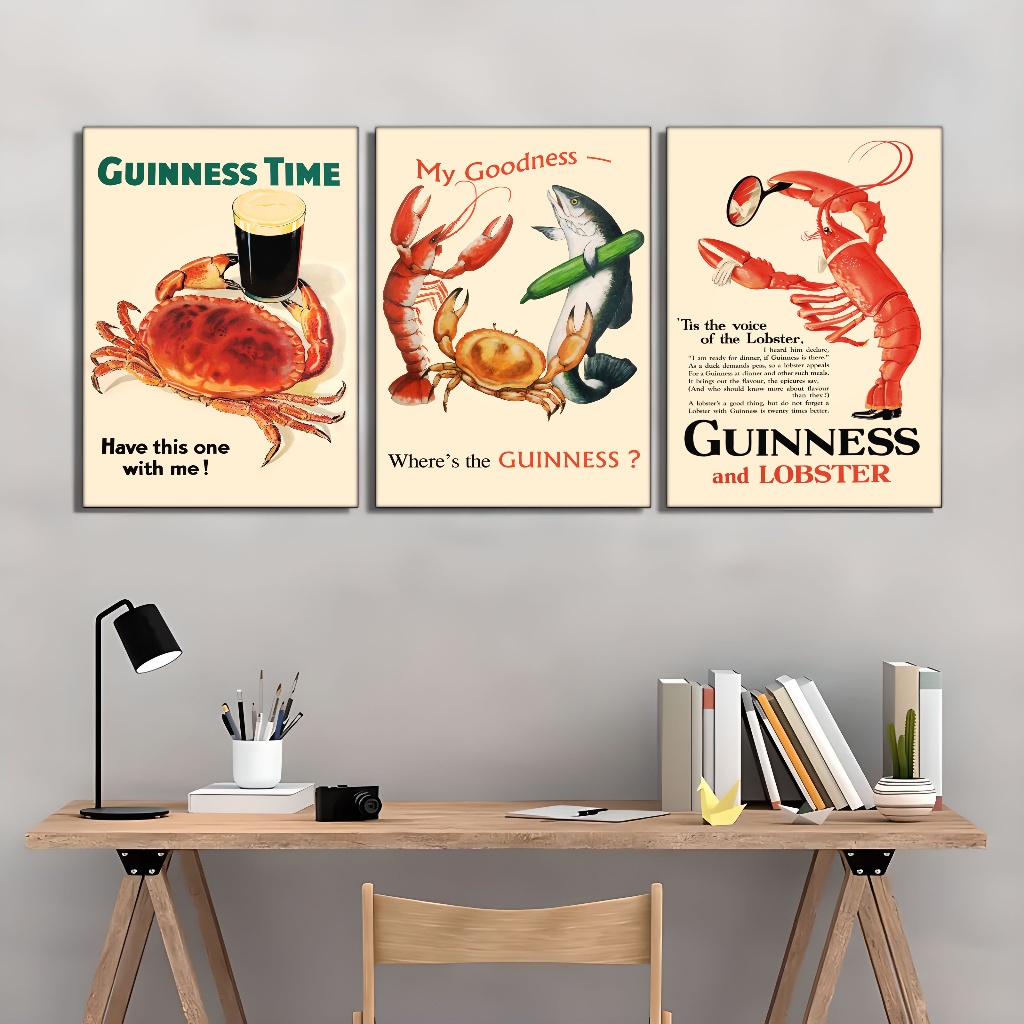 GUINNESS TIME
Have this one
with me!
My Goodness —
Where's the GUINNESS ?
'Tis the voice
of the Lobster,
I heard him declare,
"I am ready for dinner, if Guinness is there."
As a duck demands peas, so a lobster appeals
For a Guinness at dinner and other such meals.
It brings out the flavour, the epicures say,
(And who should know more about flavour
than they?)
A lobster's a good thing, but do not forget a
Lobster with Guinness is twenty times better.
GUINNESS
and LOBSTER